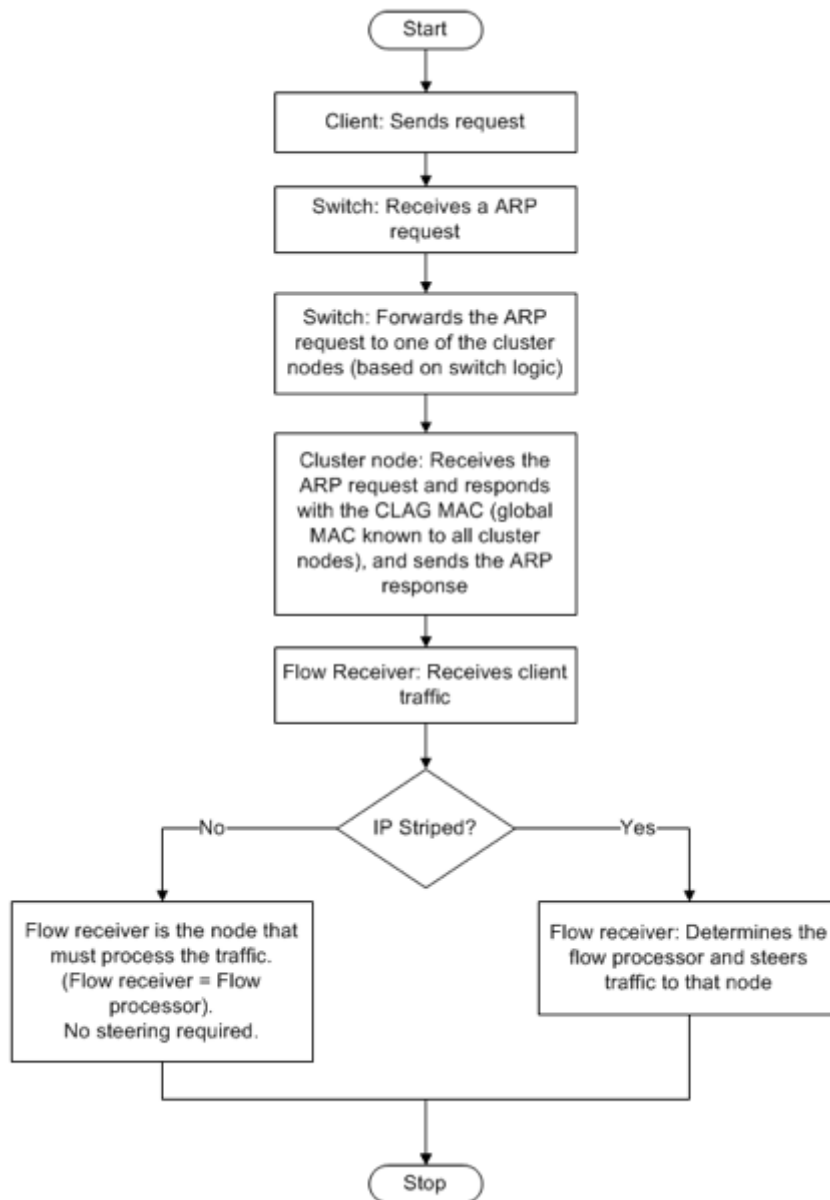 Start
Client: Sends request
Switch: Receives a ARP
request
Switch: Forwards the ARP
request to one of the cluster
nodes (based on switch logic)
Cluster node: Receives the
ARP request and responds
with the CLAG MAC (global
MAC known to all cluster
nodes), and sends the ARP
response
Flow Receiver: Receives client
traffic
IP Striped?
No
Yes
Flow receiver is the node that
must process the traffic.
(Flow receiver = Flow
processor).
No steering required.
Flow receiver: Determines the
flow processor and steers
traffic to that node
Stop